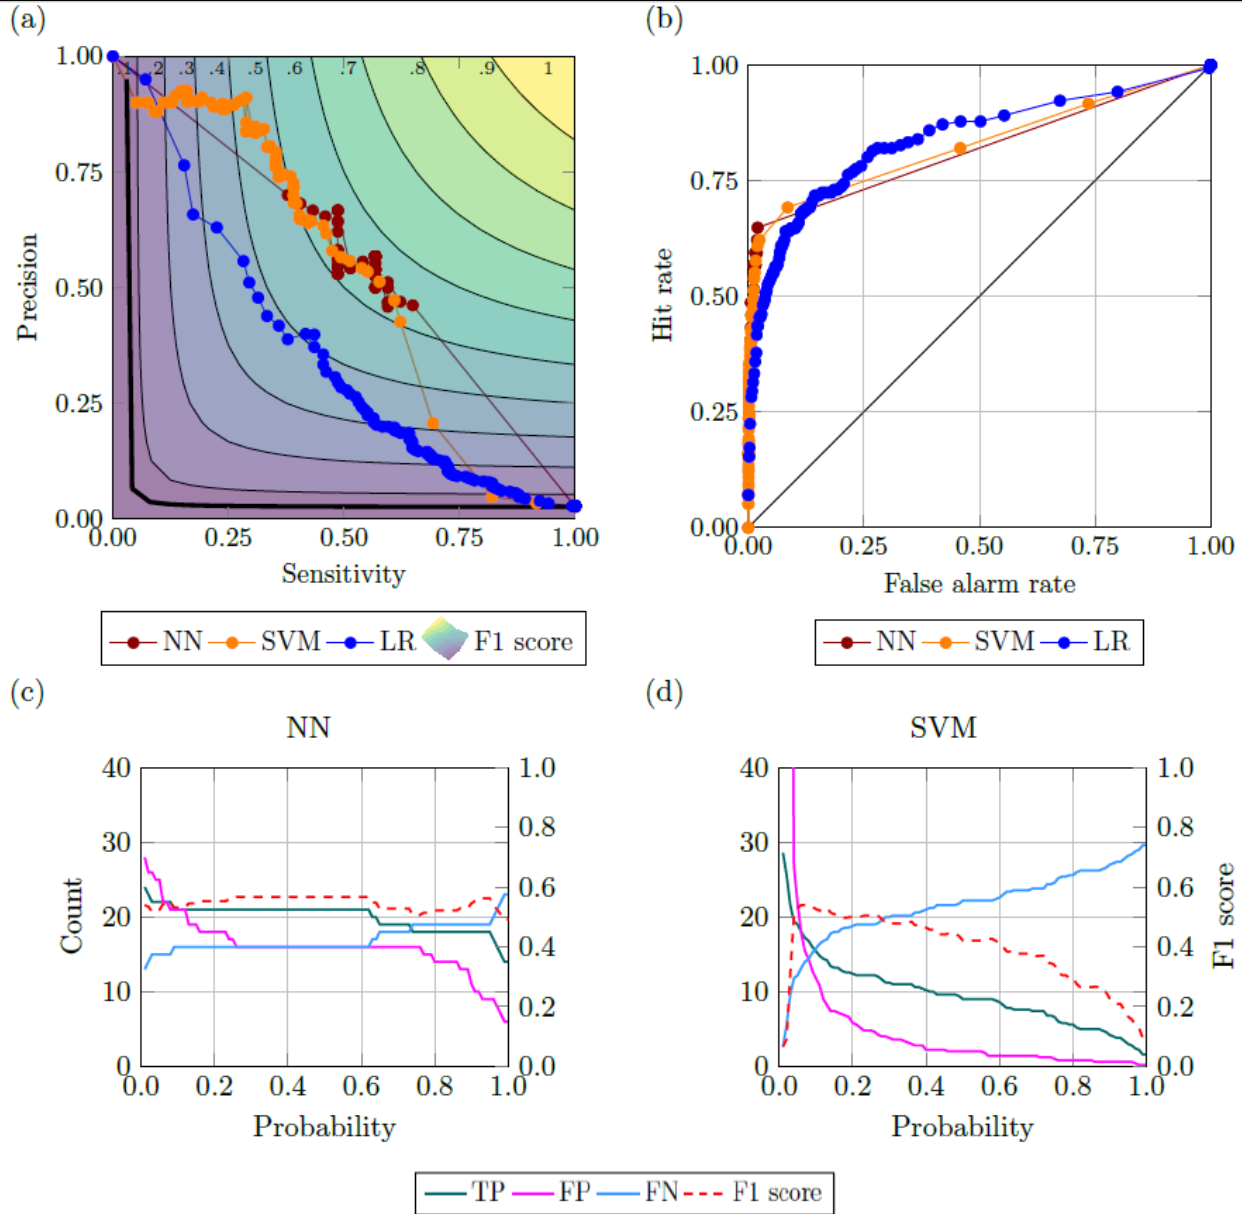 (a)
(b)
1.00
0.75
0.50
0.25
0.00
.1 .2 .3 .4 .5 .6 .7 .8 .9 1
Precision
0.00 0.25 0.50 0.75 1.00
Sensitivity
NN SVM LR F1 score
1.00
0.75
0.50
0.25
0.00
Hit rate
0.00 0.25 0.50 0.75 1.00
False alarm rate
NN SVM LR
(c)
(d)
NN
40
30
20
10
0
Count
1.0
0.8
0.6
0.4
0.2
0.0
0.0 0.2 0.4 0.6 0.8 1.0
Probability
SVM
40
30
20
10
0
1.0
0.8
0.6
0.4
0.2
0.0
F1 score
0.0 0.2 0.4 0.6 0.8 1.0
Probability
TP FP FN F1 score